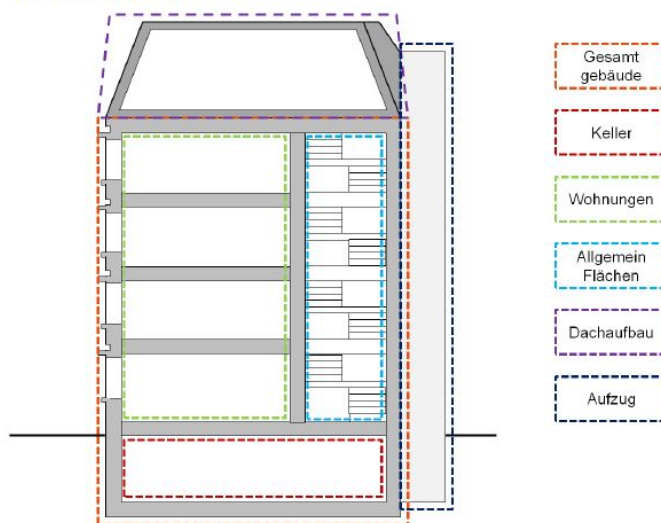 Gesamt
gebäude
Keller
Wohnungen
Allgemein
Flächen
Dachaufbau
Aufzug